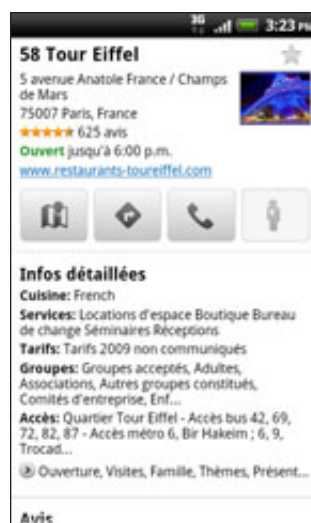 3G 3:23 PM
58 Tour Eiffel
5 avenue Anatole France / Champs
de Mars
75007 Paris, France
625 avis
Ouvert jusqu'à 6:00 p.m.
www.restaurants-toureiffel.com
Infos détaillées
Cuisine: French
Services: Locations d'espace Boutique Bureau
de change Séminaires Réceptions
Tarifs: Tarifs 2009 non communiqués
Groupes: Groupes acceptés, Adultes,
Associations, Autres groupes constitués,
Comités d'entreprise, Enf...
Accès: Quartier Tour Eiffel - Accès bus 42, 69,
72, 82, 87 - Accès métro 6, Bir Hakeim ; 6, 9,
Trocad...
Ouverture, Visites, Famille, Thèmes, Présent...
Avis